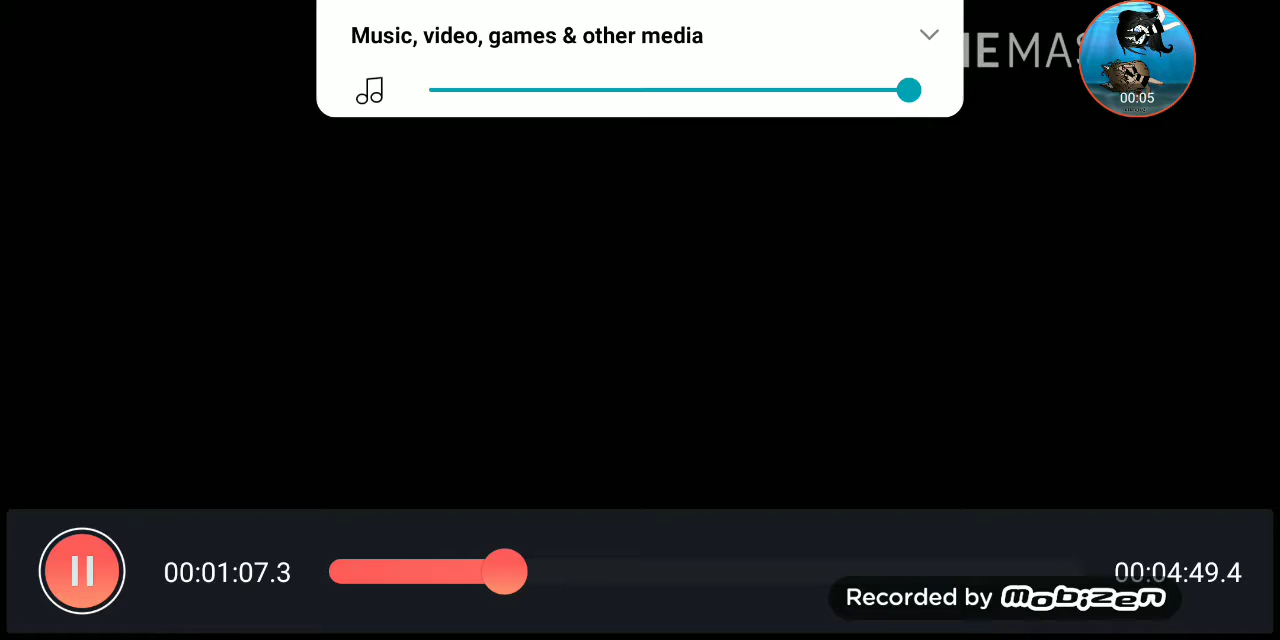 Music, video, games & other media
00:05
00:01:07.3
00:04:49.4
Recorded by mobizen